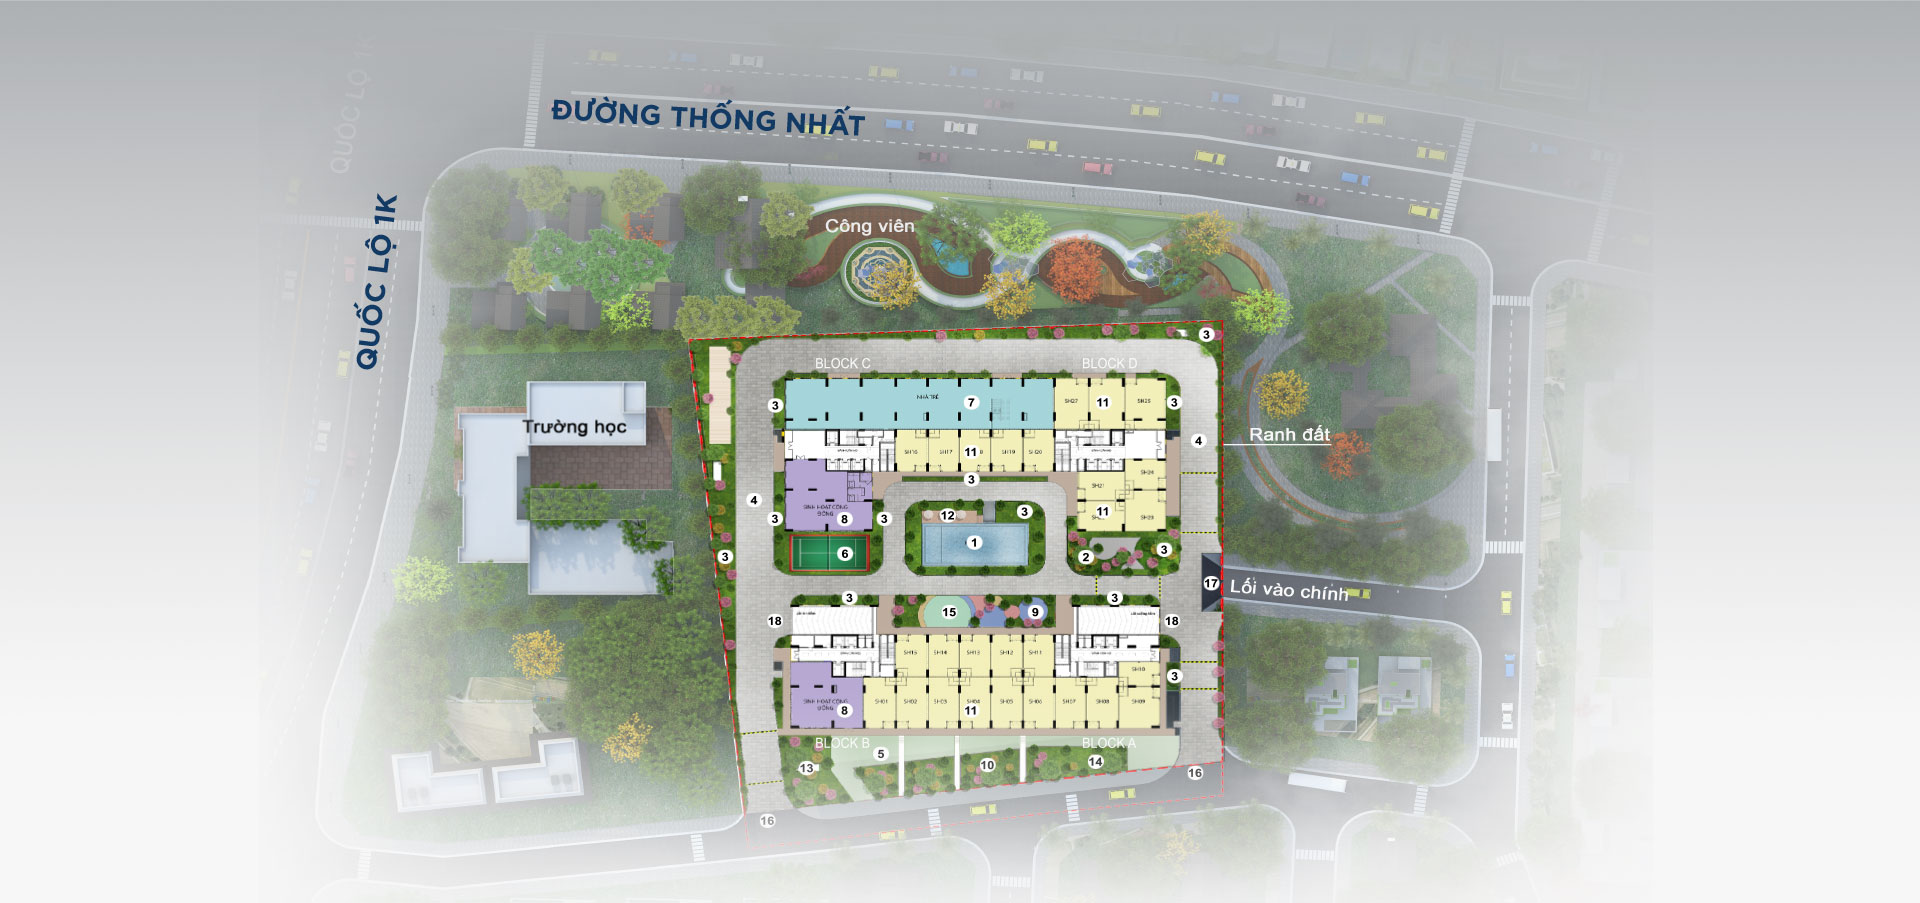 QUỐC LỘ 1K
ĐƯỜNG THỐNG NHẤT
QUỐC LỘ 1K
Công viên
3
BLOCK C
BLOCK D
NHÀ TRẺ
7
SH27
11
SH25
3
3
Trường học
Ranh đất
4
SH16
SH17
11
SH19
SH20
SH24
3
SH21
4
SINH HOẠT CỘNG
ĐỒNG
8
3
3
12
3
11
SH23
1
6
2
3
17
Lối vào chính
3
3
3
15
9
18
18
SH15
SH14
SH13
SH12
SH11
SH10
3
SINH HOẠT CỘNG
ĐỒNG
8
SH01
SH02
SH03
SH04
11
SH05
SH06
SH07
SH08
SH09
BLOCK B
BLOCK A
5
13
10
14
16
16